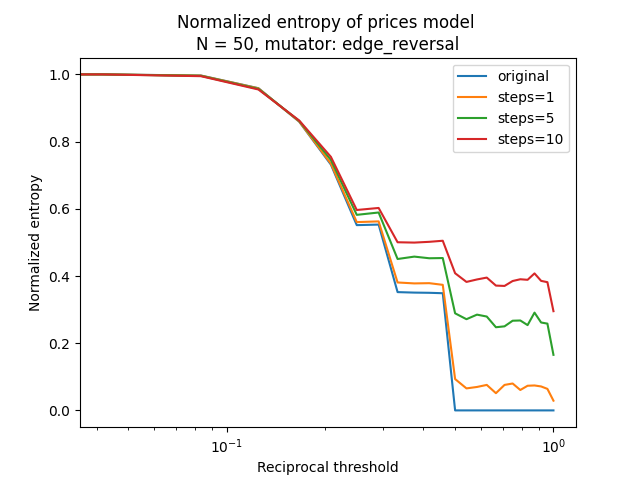 Normalized entropy of prices model
N = 50, mutator: edge_reversal
original
steps=1
steps=5
steps=10
Normalized entropy
1.0
0.8
0.6
0.4
0.2
0.0
10⁻¹
10⁰
Reciprocal threshold